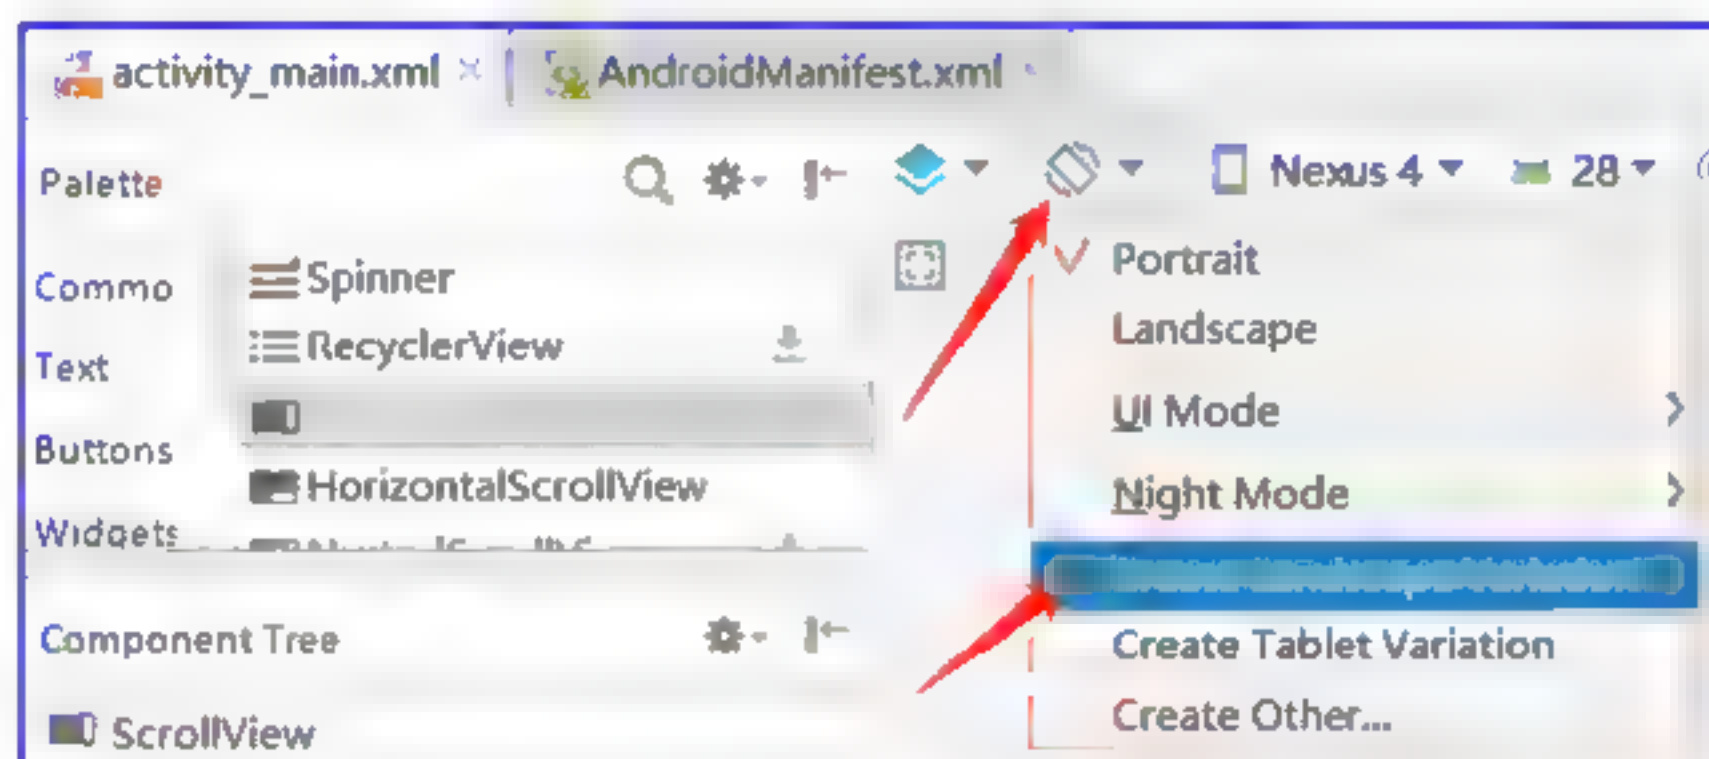 activity_main.xml AndroidManifest.xml
Palette
Nexus 4 28
Commo
Text
Buttons
Widgets
Spinner
RecyclerView
HorizontalScrollView
Portrait
Landscape
UI Mode
Night Mode
Create Tablet Variation
Create Other...
Component Tree
ScrollView